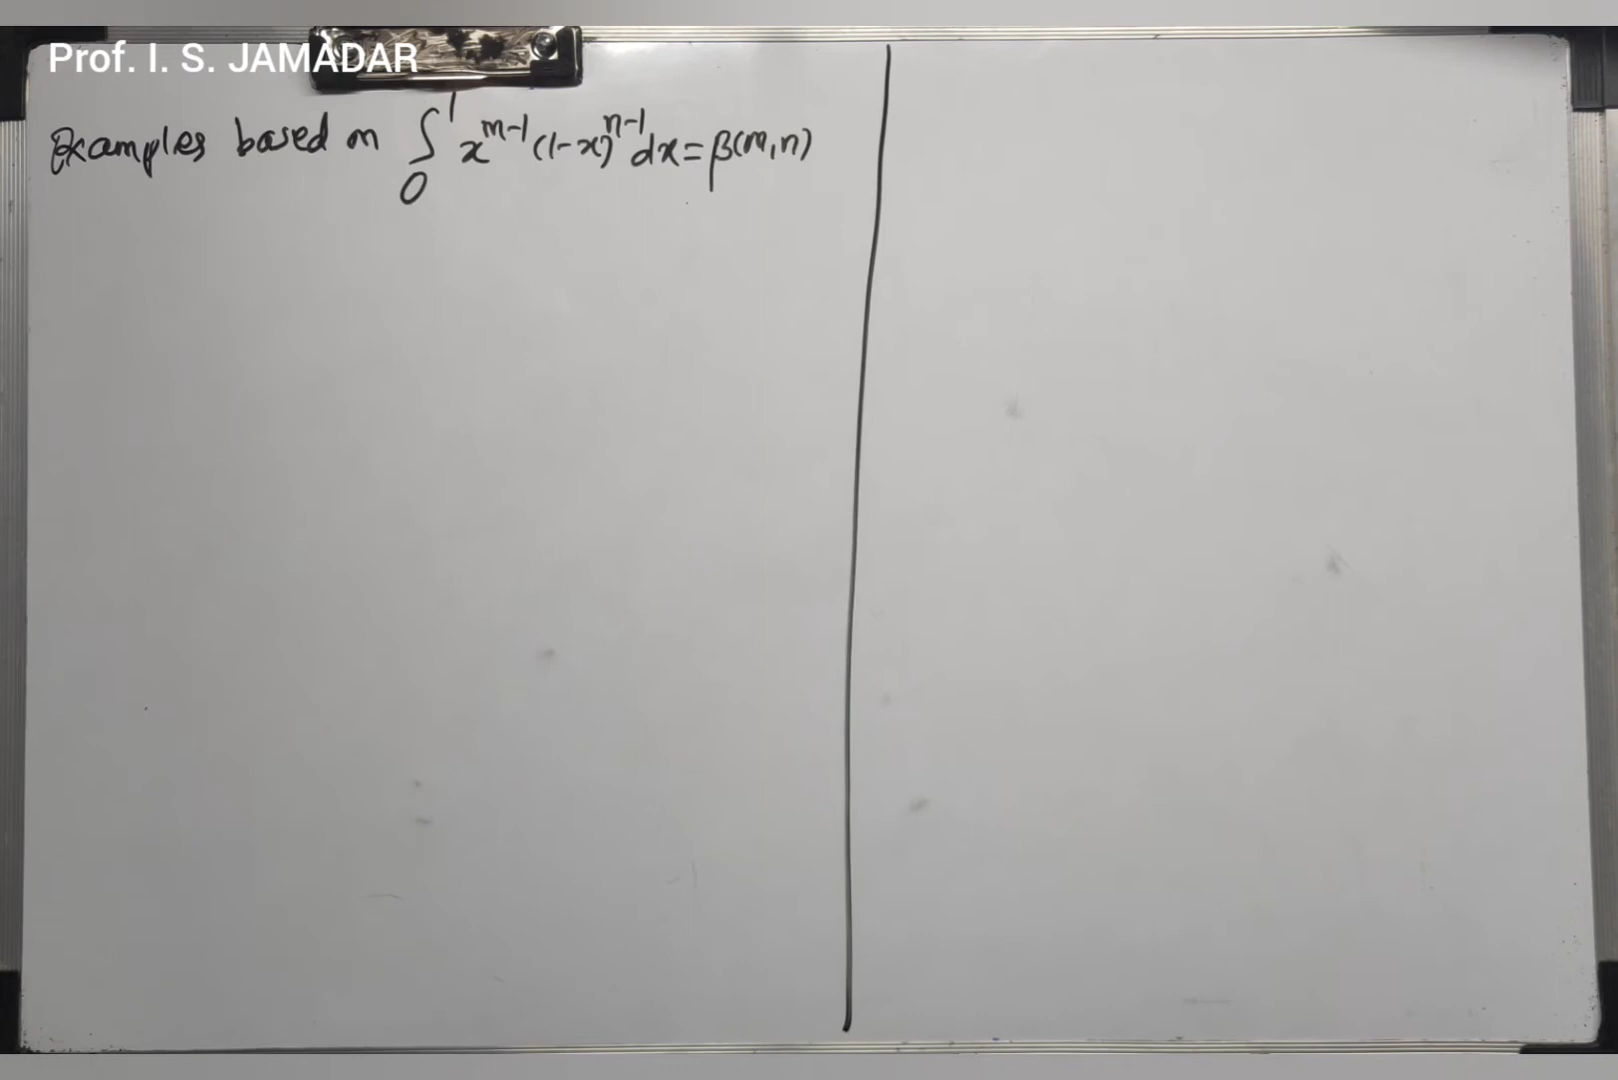 Prof. I. S. JAMADAR
Examples based on ∫₀¹ x^{m-1} (1-x)^{n-1} dx = β(m,n)